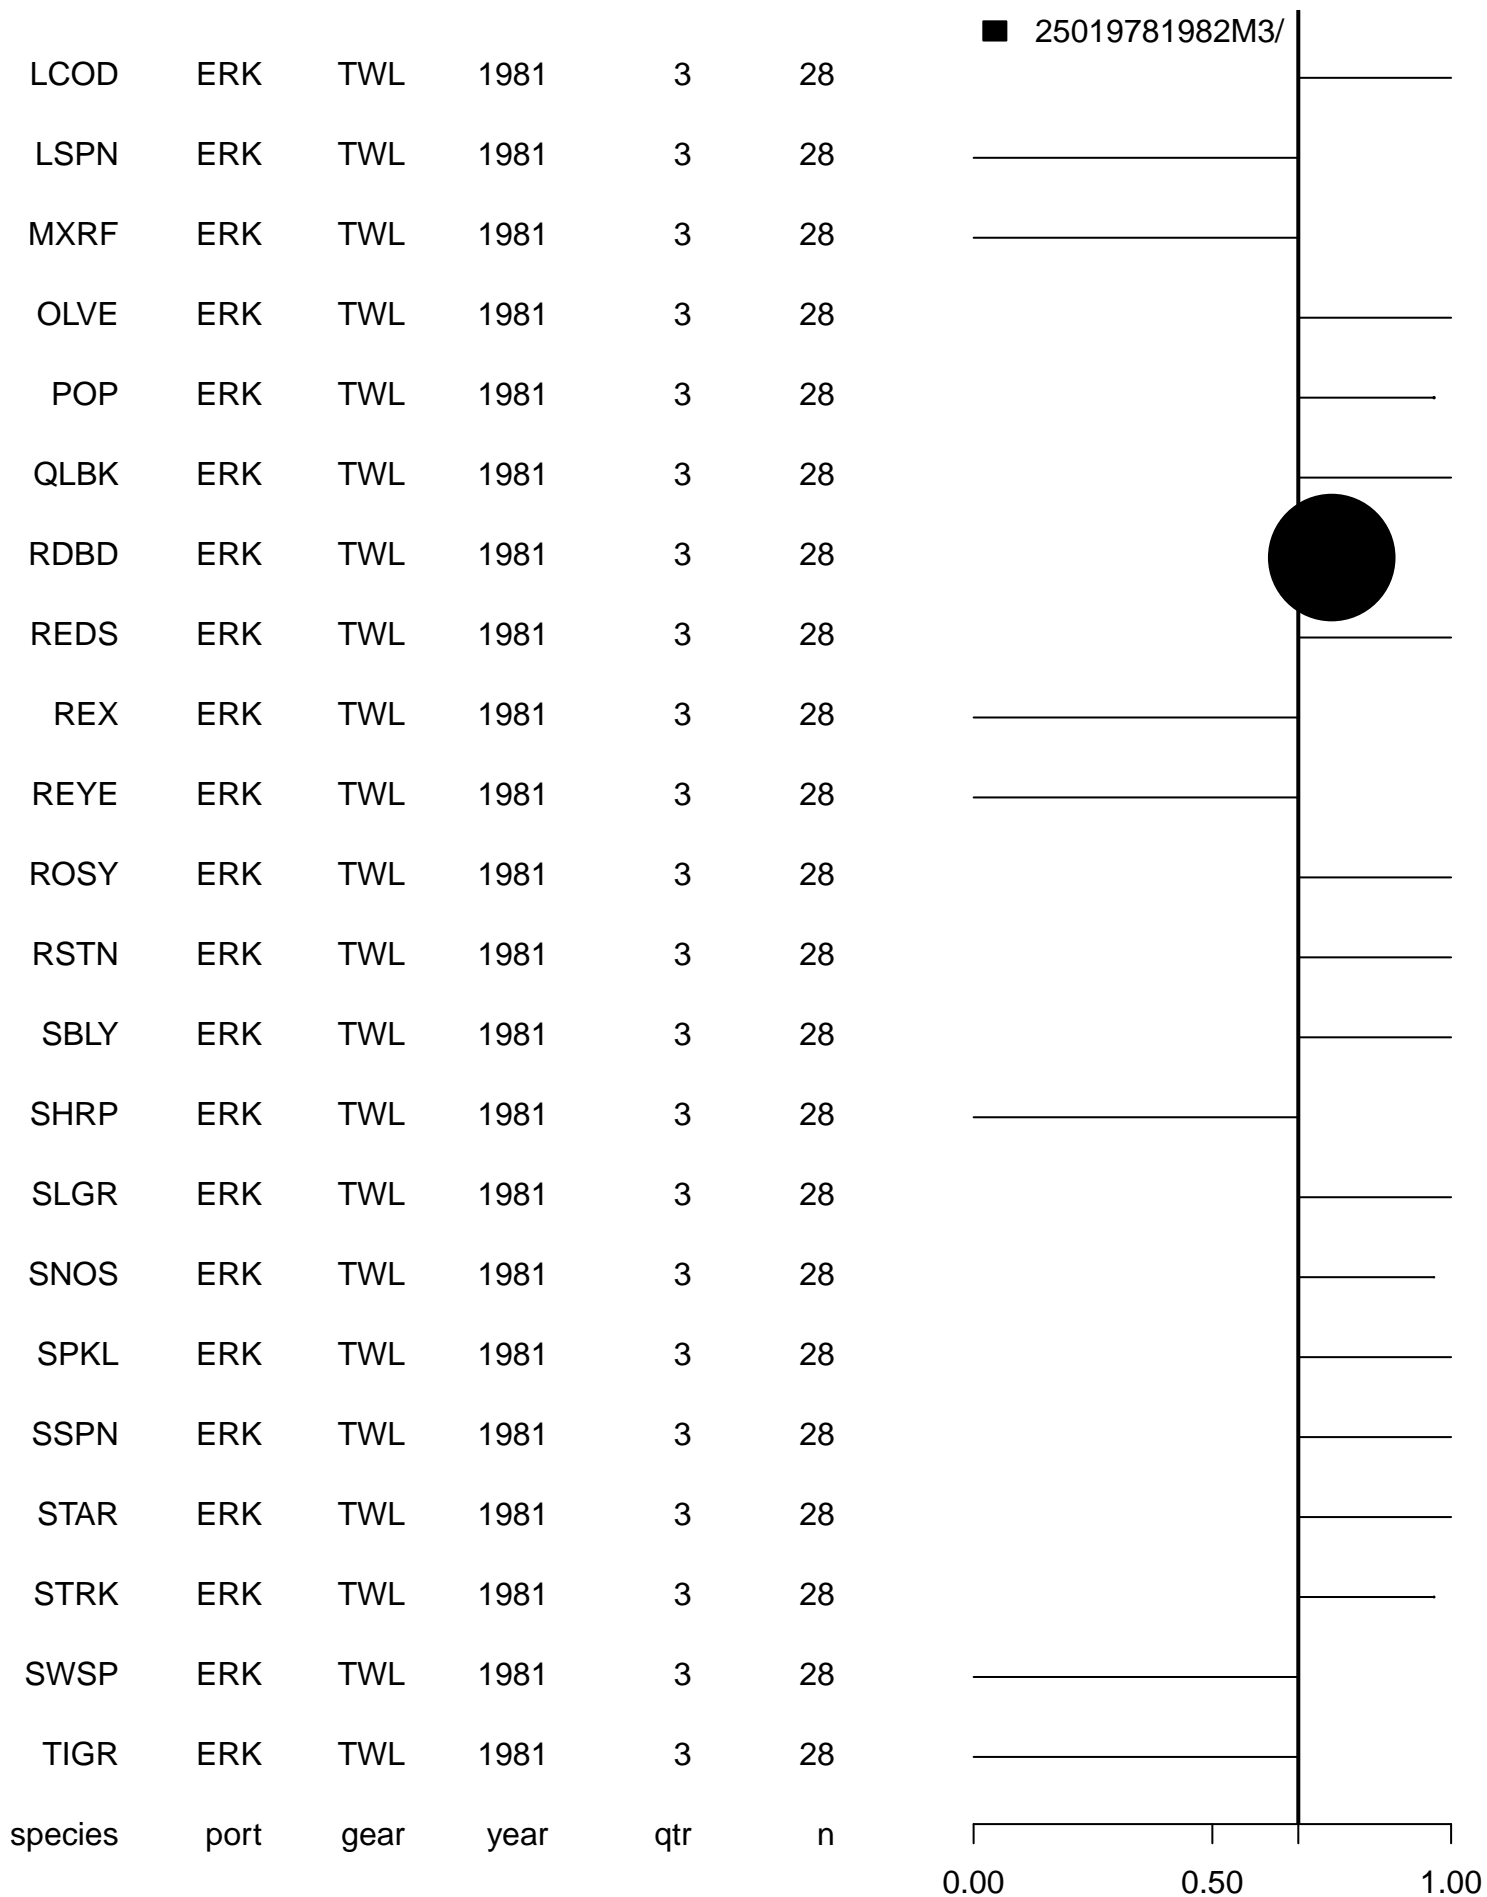 25019781982M3/
LCOD ERK TWL 1981 3 28
LSPN ERK TWL 1981 3 28
MXRF ERK TWL 1981 3 28
OLVE ERK TWL 1981 3 28
POP ERK TWL 1981 3 28
QLBK ERK TWL 1981 3 28
RDBD ERK TWL 1981 3 28
REDS ERK TWL 1981 3 28
REX ERK TWL 1981 3 28
REYE ERK TWL 1981 3 28
ROSY ERK TWL 1981 3 28
RSTN ERK TWL 1981 3 28
SBLY ERK TWL 1981 3 28
SHRP ERK TWL 1981 3 28
SLGR ERK TWL 1981 3 28
SNOS ERK TWL 1981 3 28
SPKL ERK TWL 1981 3 28
SSPN ERK TWL 1981 3 28
STAR ERK TWL 1981 3 28
STRK ERK TWL 1981 3 28
SWSP ERK TWL 1981 3 28
TIGR ERK TWL 1981 3 28
species port gear year qtr n
0.00 0.50 1.00